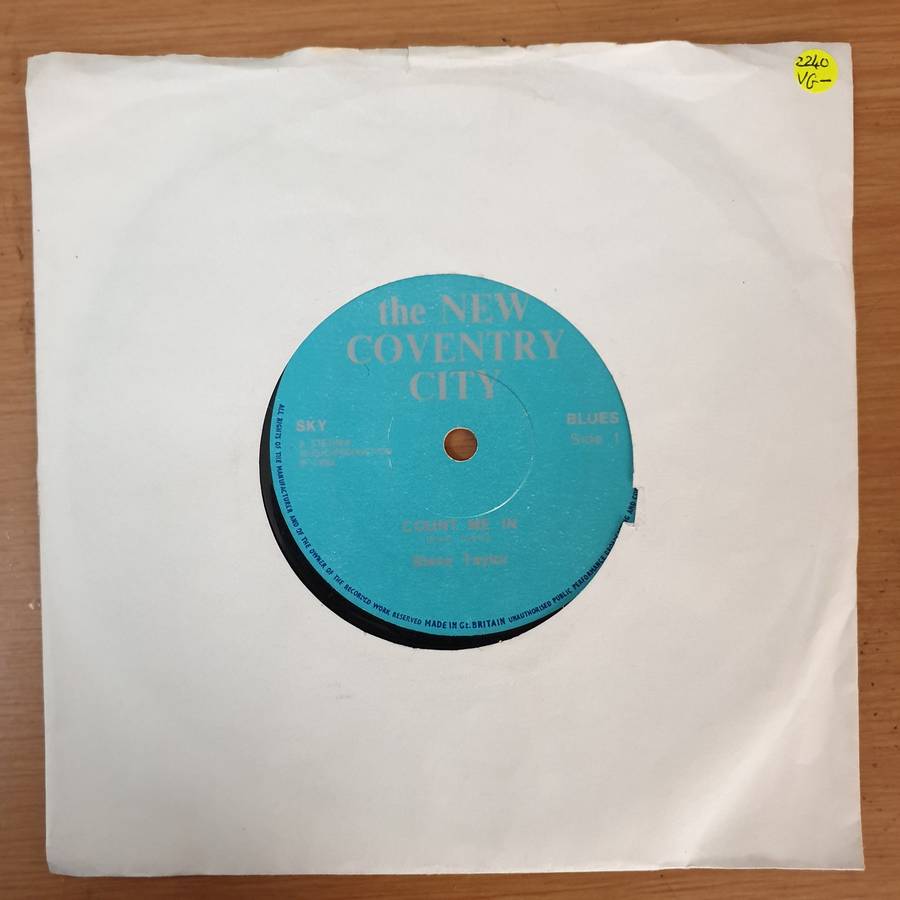 2240
VG-
the NEW
COVENTRY
CITY
SKY
BLUES
Side 1
COUNT ME IN
Steve Taylor
ALL RIGHTS OF THE MANUFACTURER AND OF THE OWNER OF THE RECORDED WORK RESERVED MADE IN Gt. BRITAIN UNAUTHORISED PUBLIC PERFORMANCE